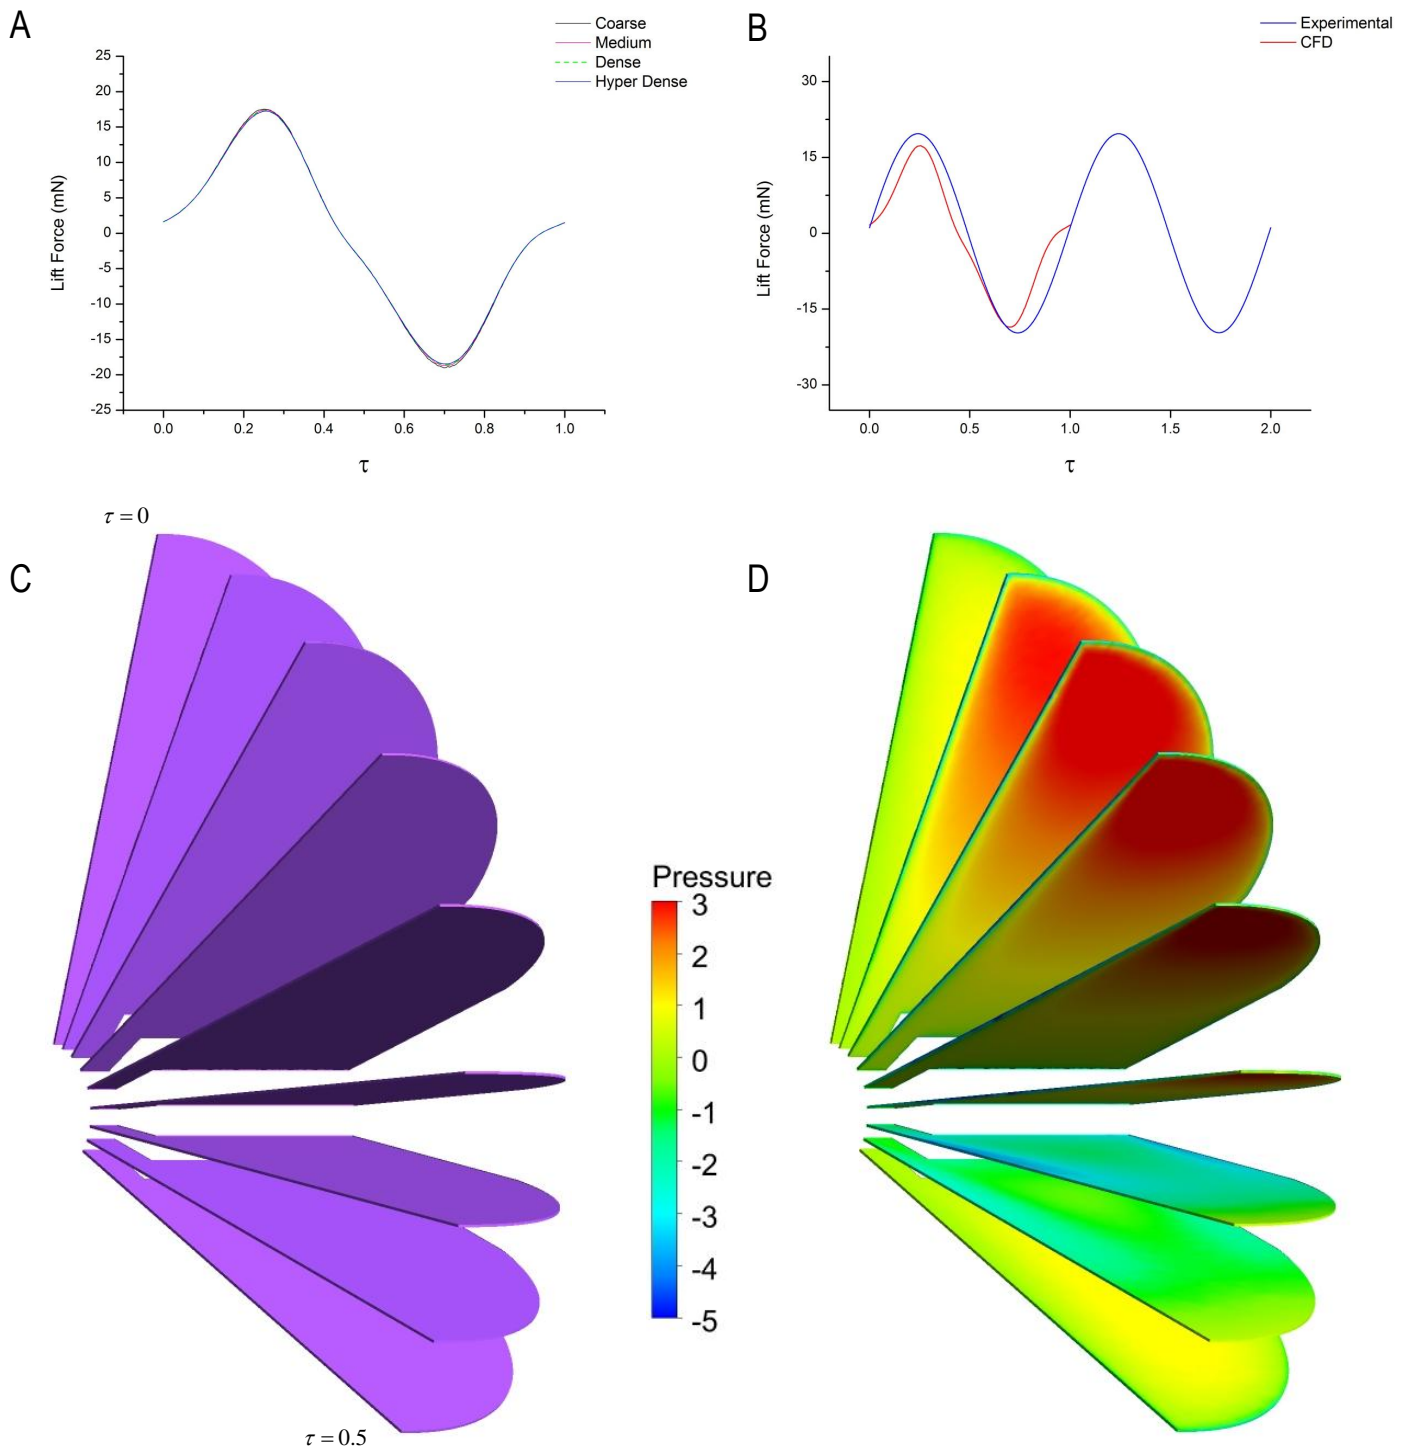 A
Coarse
Medium
Dense
Hyper Dense
25
20
15
10
5
0
-5
-10
-15
-20
-25
Lift Force (mN)
0.0 0.2 0.4 0.6 0.8 1.0
τ
B
Experimental
CFD
30
15
0
-15
-30
Lift Force (mN)
0.0 0.5 1.0 1.5 2.0
τ
C
τ = 0
τ = 0.5
Pressure
3
2
1
0
-1
-2
-3
-4
-5
D